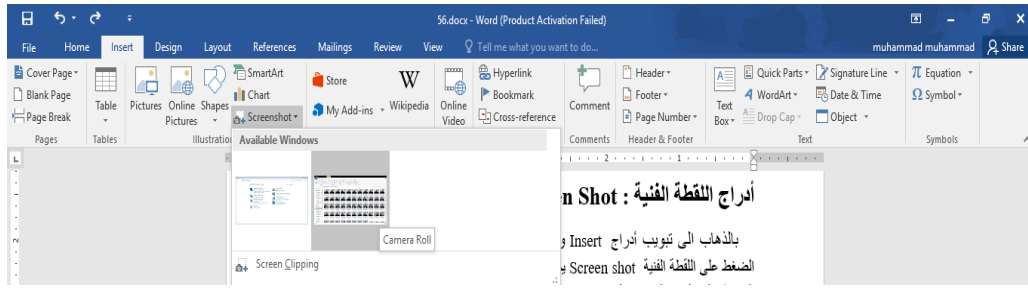 56.docx - Word (Product Activation Failed)
File Home Insert Design Layout References Mailings Review View Tell me what you want to do... muhammad muhammad Share
Cover Page
Blank Page
Page Break
Pages
Table
Tables
Pictures
Online Pictures
Shapes
SmartArt
Chart
Screenshot
Illustratio
Store
My Add-ins
W
Wikipedia
Online Video
Hyperlink
Bookmark
Cross-reference
Comment
Comments
Header
Footer
Page Number
Header & Footer
A
Text Box
Quick Parts
WordArt
Drop Cap
Signature Line
Date & Time
Object
Text
π Equation
Ω Symbol
Symbols
Available Windows
Camera Roll
Screen Clipping
L
2 1
2
أدراج اللقطة الفنية : n Shot
بالذهاب الى تبويب أدراج Insert و
الضغط على اللقطة الفنية Screen shot